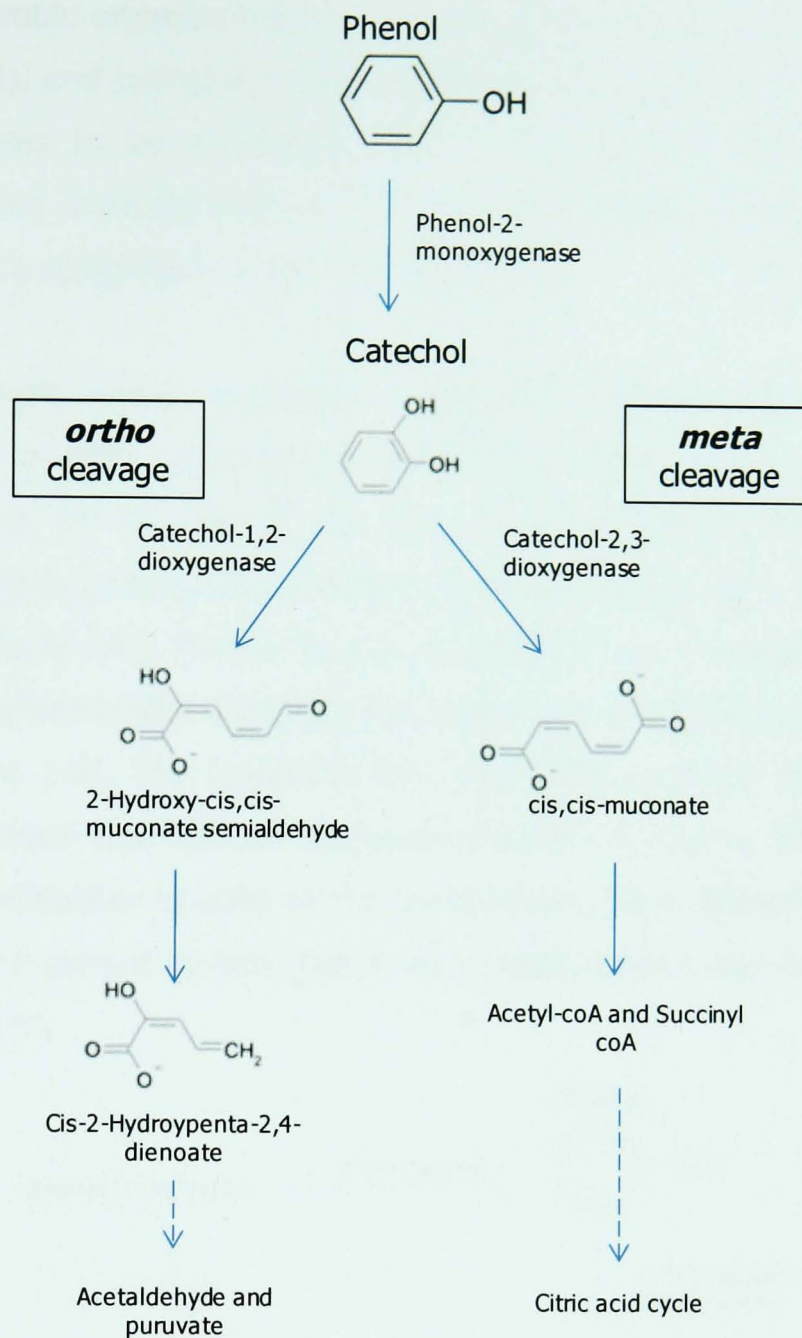 Phenol
OH
Phenol-2-
monoxygenase
Catechol
OH
OH
ortho
cleavage
meta
cleavage
Catechol-1,2-
dioxygenase
Catechol-2,3-
dioxygenase
HO
O
O
O-
2-Hydroxy-cis,cis-
muconate semialdehyde
O-
O
O
O-
cis,cis-muconate
HO
O
CH2
O-
Cis-2-Hydroypenta-2,4-
dienoate
Acetyl-coA and Succinyl
coA
Acetaldehyde and
puruvate
Citric acid cycle